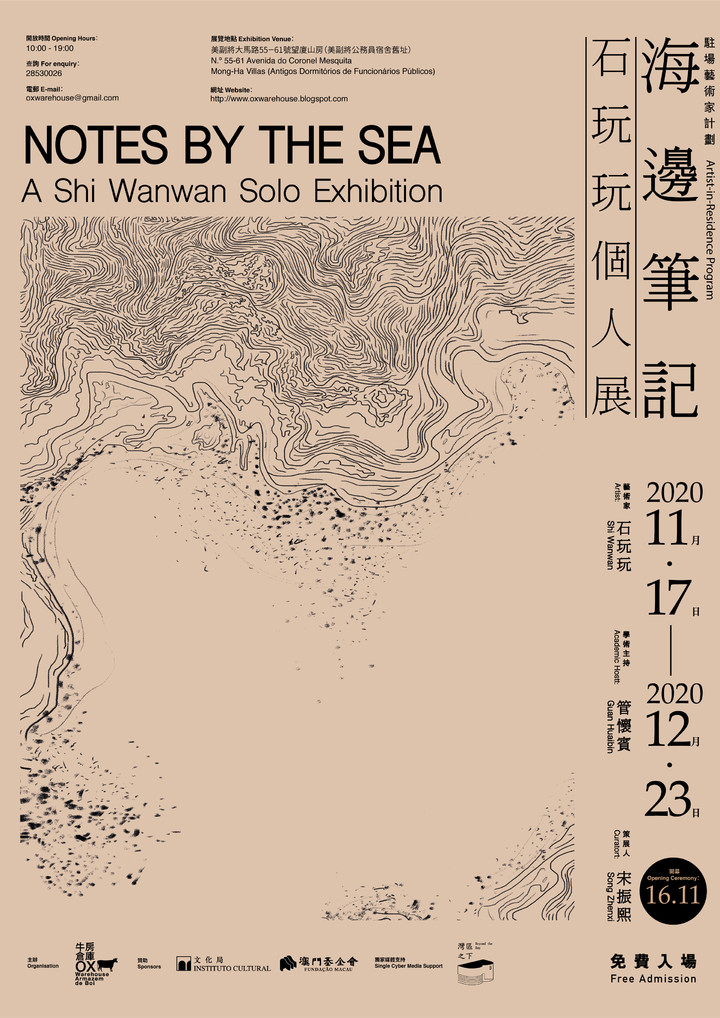 開放時間 Opening Hours：
10:00 - 19:00
查詢 For enquiry：
28530026
電郵 E-mail：
oxwarehouse@gmail.com
展覽地點 Exhibition Venue：
美副將大馬路55–61號望廈山房（美副將公務員宿舍舊址）
N.º 55-61 Avenida do Coronel Mesquita
Mong-Ha Villas (Antigos Dormitórios de Funcionários Públicos)
網址 Website：
http://www.oxwarehouse.blogspot.com
NOTES BY THE SEA
A Shi Wanwan Solo Exhibition
駐場藝術家計劃
Artist-in-Residence Program
海邊筆記
石玩玩個人展
2020
11月
·
17日
—
2020
12月
·
23日
藝術家
Artist:
石玩玩
Shi Wanwan
學術主持
Academic Hostt:
管懷賓
Guan Huaibin
策展人
Curatort:
宋振熙
Song Zhenxi
開幕
Opening Ceremony：
16.11
免費入場
Free Admission
主辦
Organisation
牛房
倉庫
OX
Warehouse
Armazem
de Boi
贊助
Sponsors
文化局
INSTITUTO CULTURAL
澳門基金會
FUNDAÇÃO MACAU
獨家媒體支持
Single Cyber Media Support
灣區
之下
Beyond the
Bay